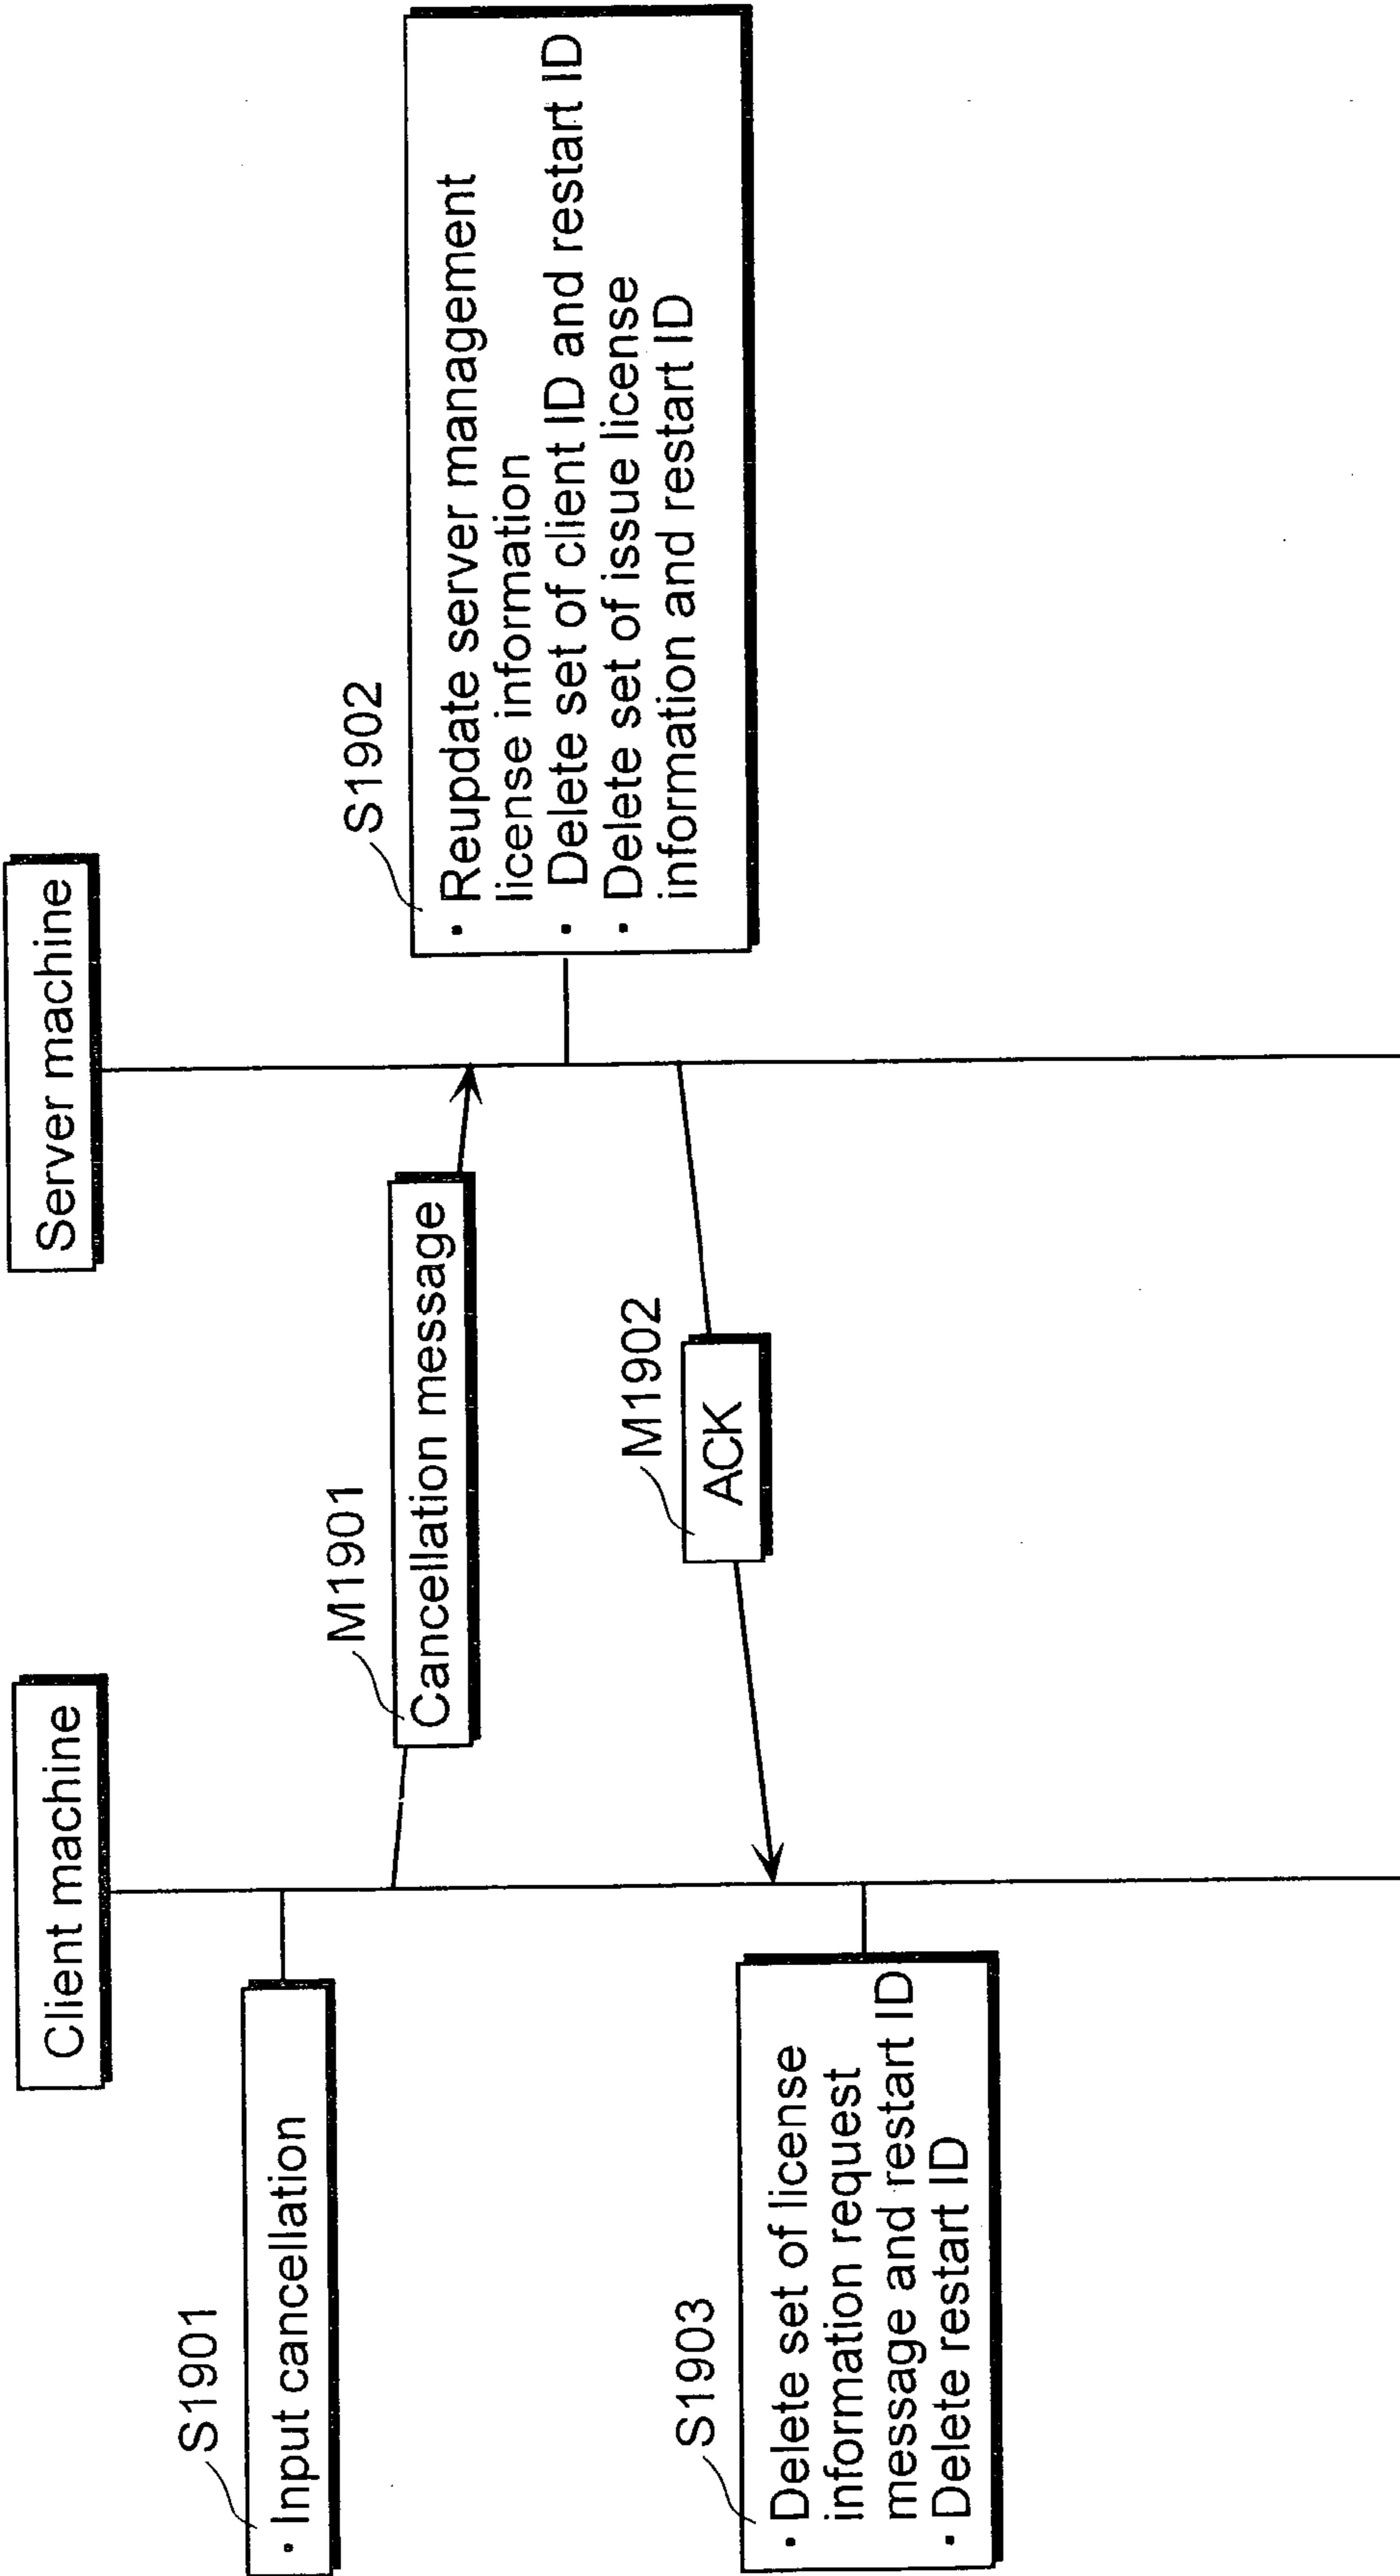 Client machine
Server machine
S1901
· Input cancellation
M1901
Cancellation message
S1902
· Reupdate server management
license information
· Delete set of client ID and restart ID
· Delete set of issue license
information and restart ID
M1902
ACK
S1903
· Delete set of license
information request
message and restart ID
· Delete restart ID